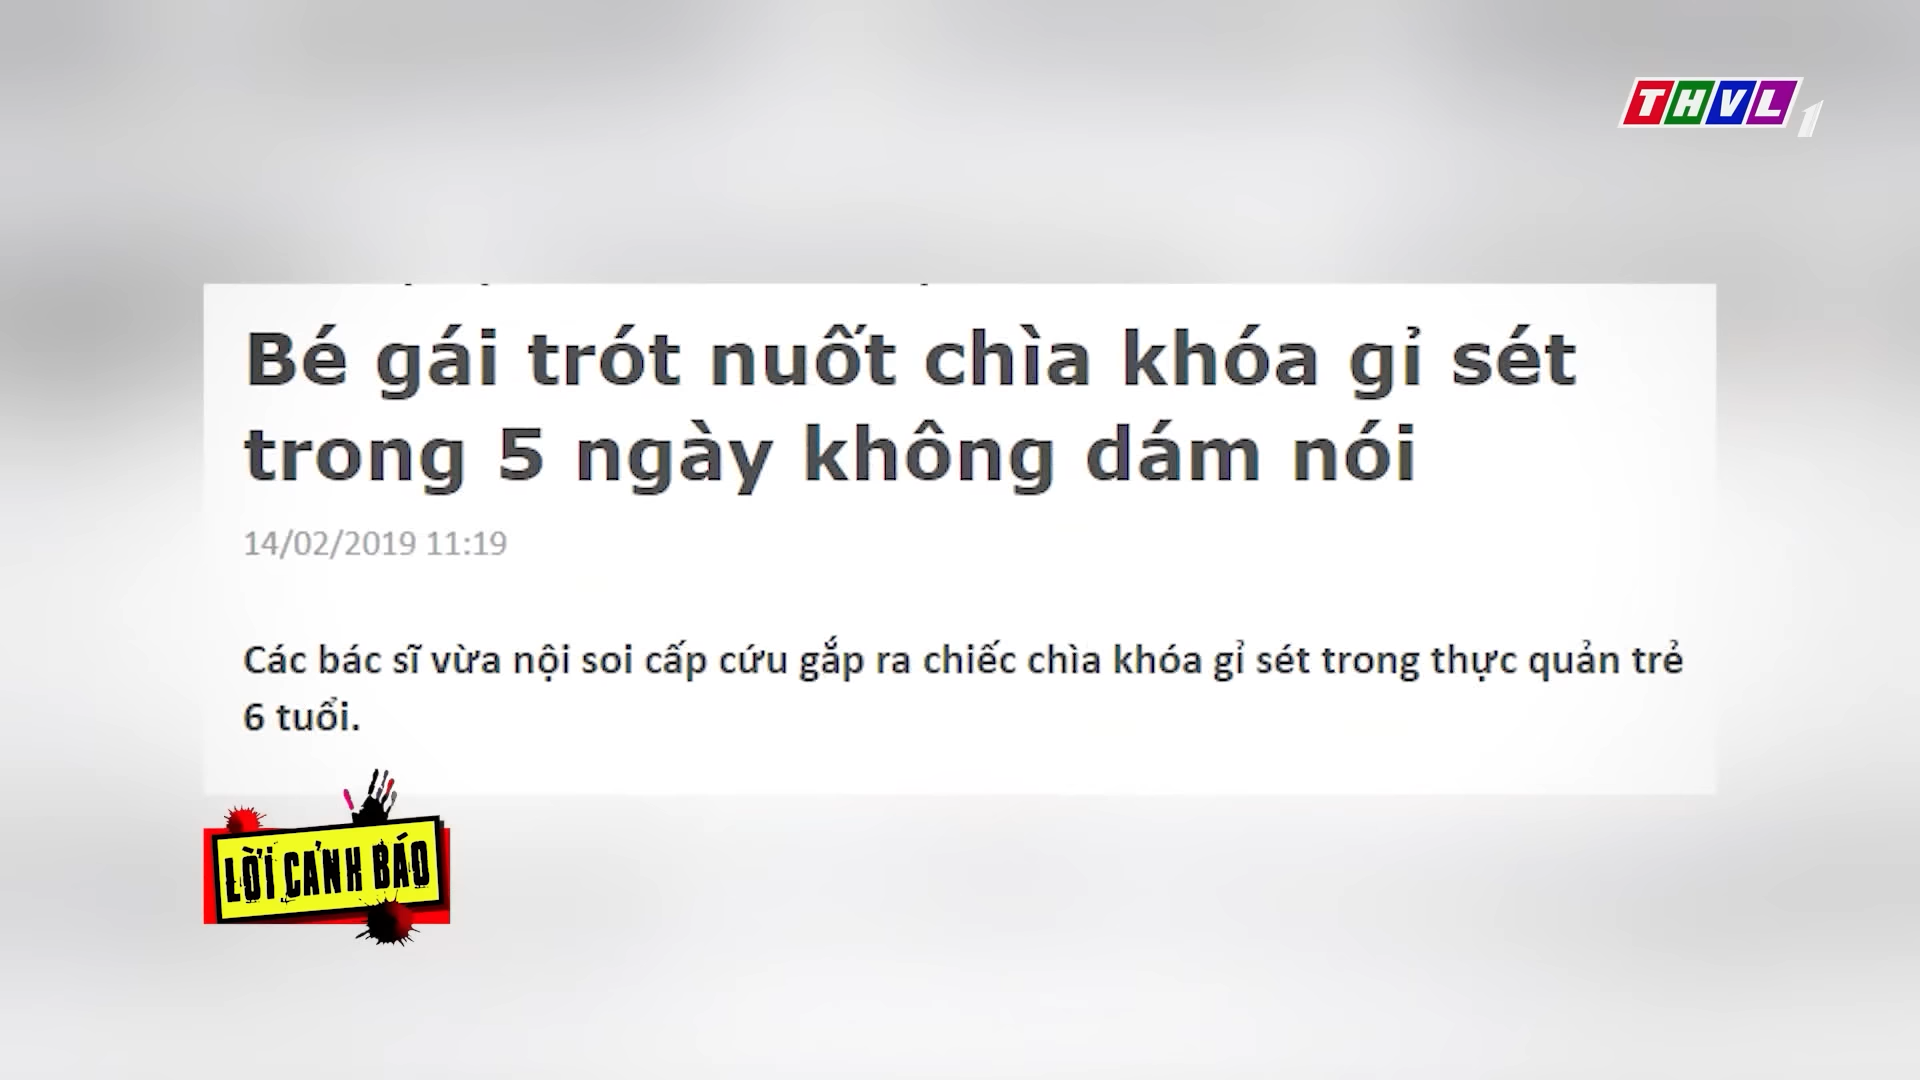 THVL1
Bé gái trót nuốt chìa khóa gỉ sét
trong 5 ngày không dám nói
14/02/2019 11:19
Các bác sĩ vừa nội soi cấp cứu gắp ra chiếc chìa khóa gỉ sét trong thực quản trẻ
6 tuổi.
LỜI CẢNH BÁO